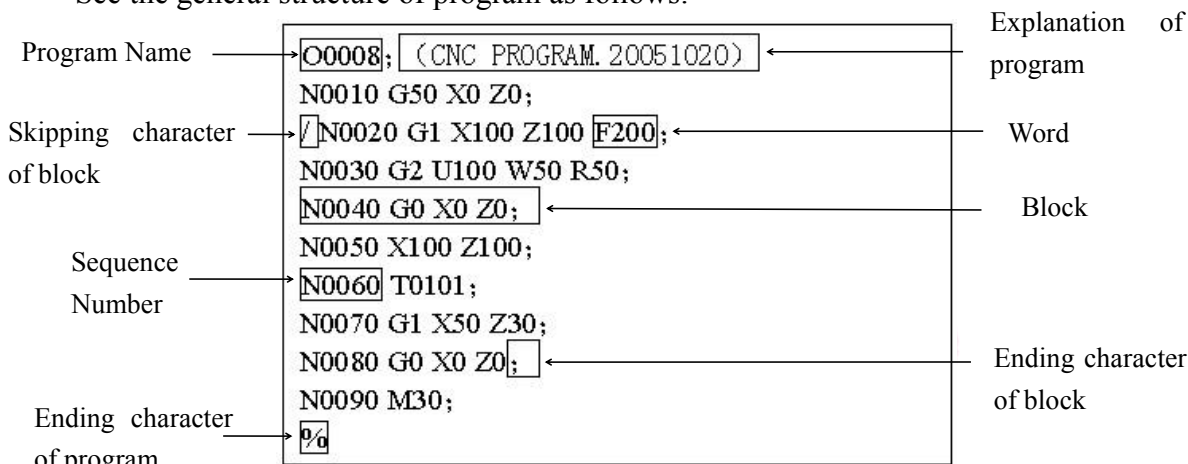 See the general structure of program as follows:
Explanation of
program
Program Name
O0008; (CNC PROGRAM.20051020)
N0010 G50 X0 Z0;
Skipping character
of block
/N0020 G1 X100 Z100 F200;
Word
N0030 G2 U100 W50 R50;
N0040 G0 X0 Z0;
Block
N0050 X100 Z100;
Sequence
Number
N0060 T0101;
N0070 G1 X50 Z30;
N0080 G0 X0 Z0;
Ending character
of block
N0090 M30;
Ending character
of program
%